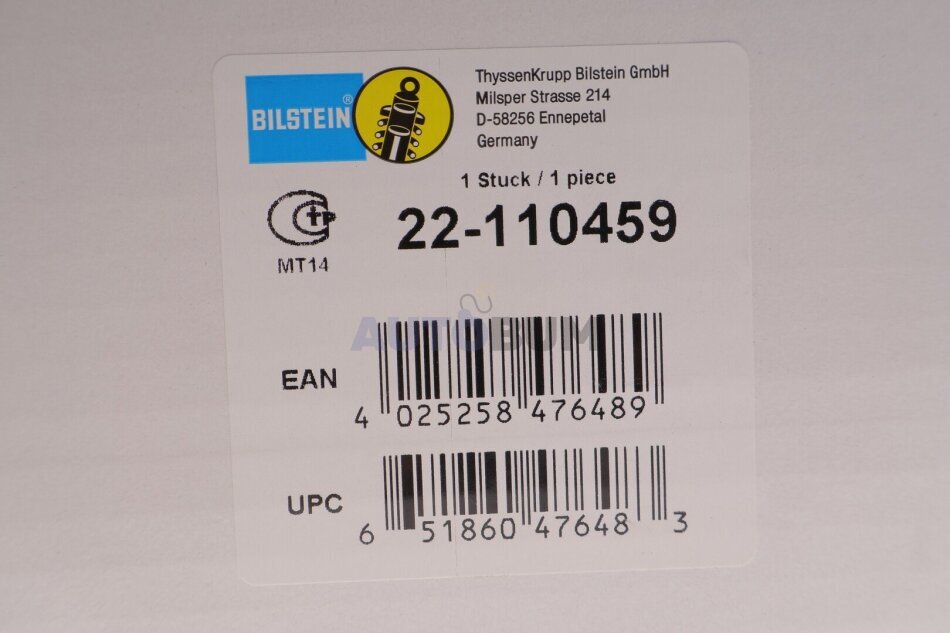 BILSTEIN®
ThyssenKrupp Bilstein GmbH
Milsper Strasse 214
D-58256 Ennepetal
Germany
1 Stuck / 1 piece
22-110459
MT14
AUTOBUM
EAN
4 025258 476489
UPC
6 51860 47648 3